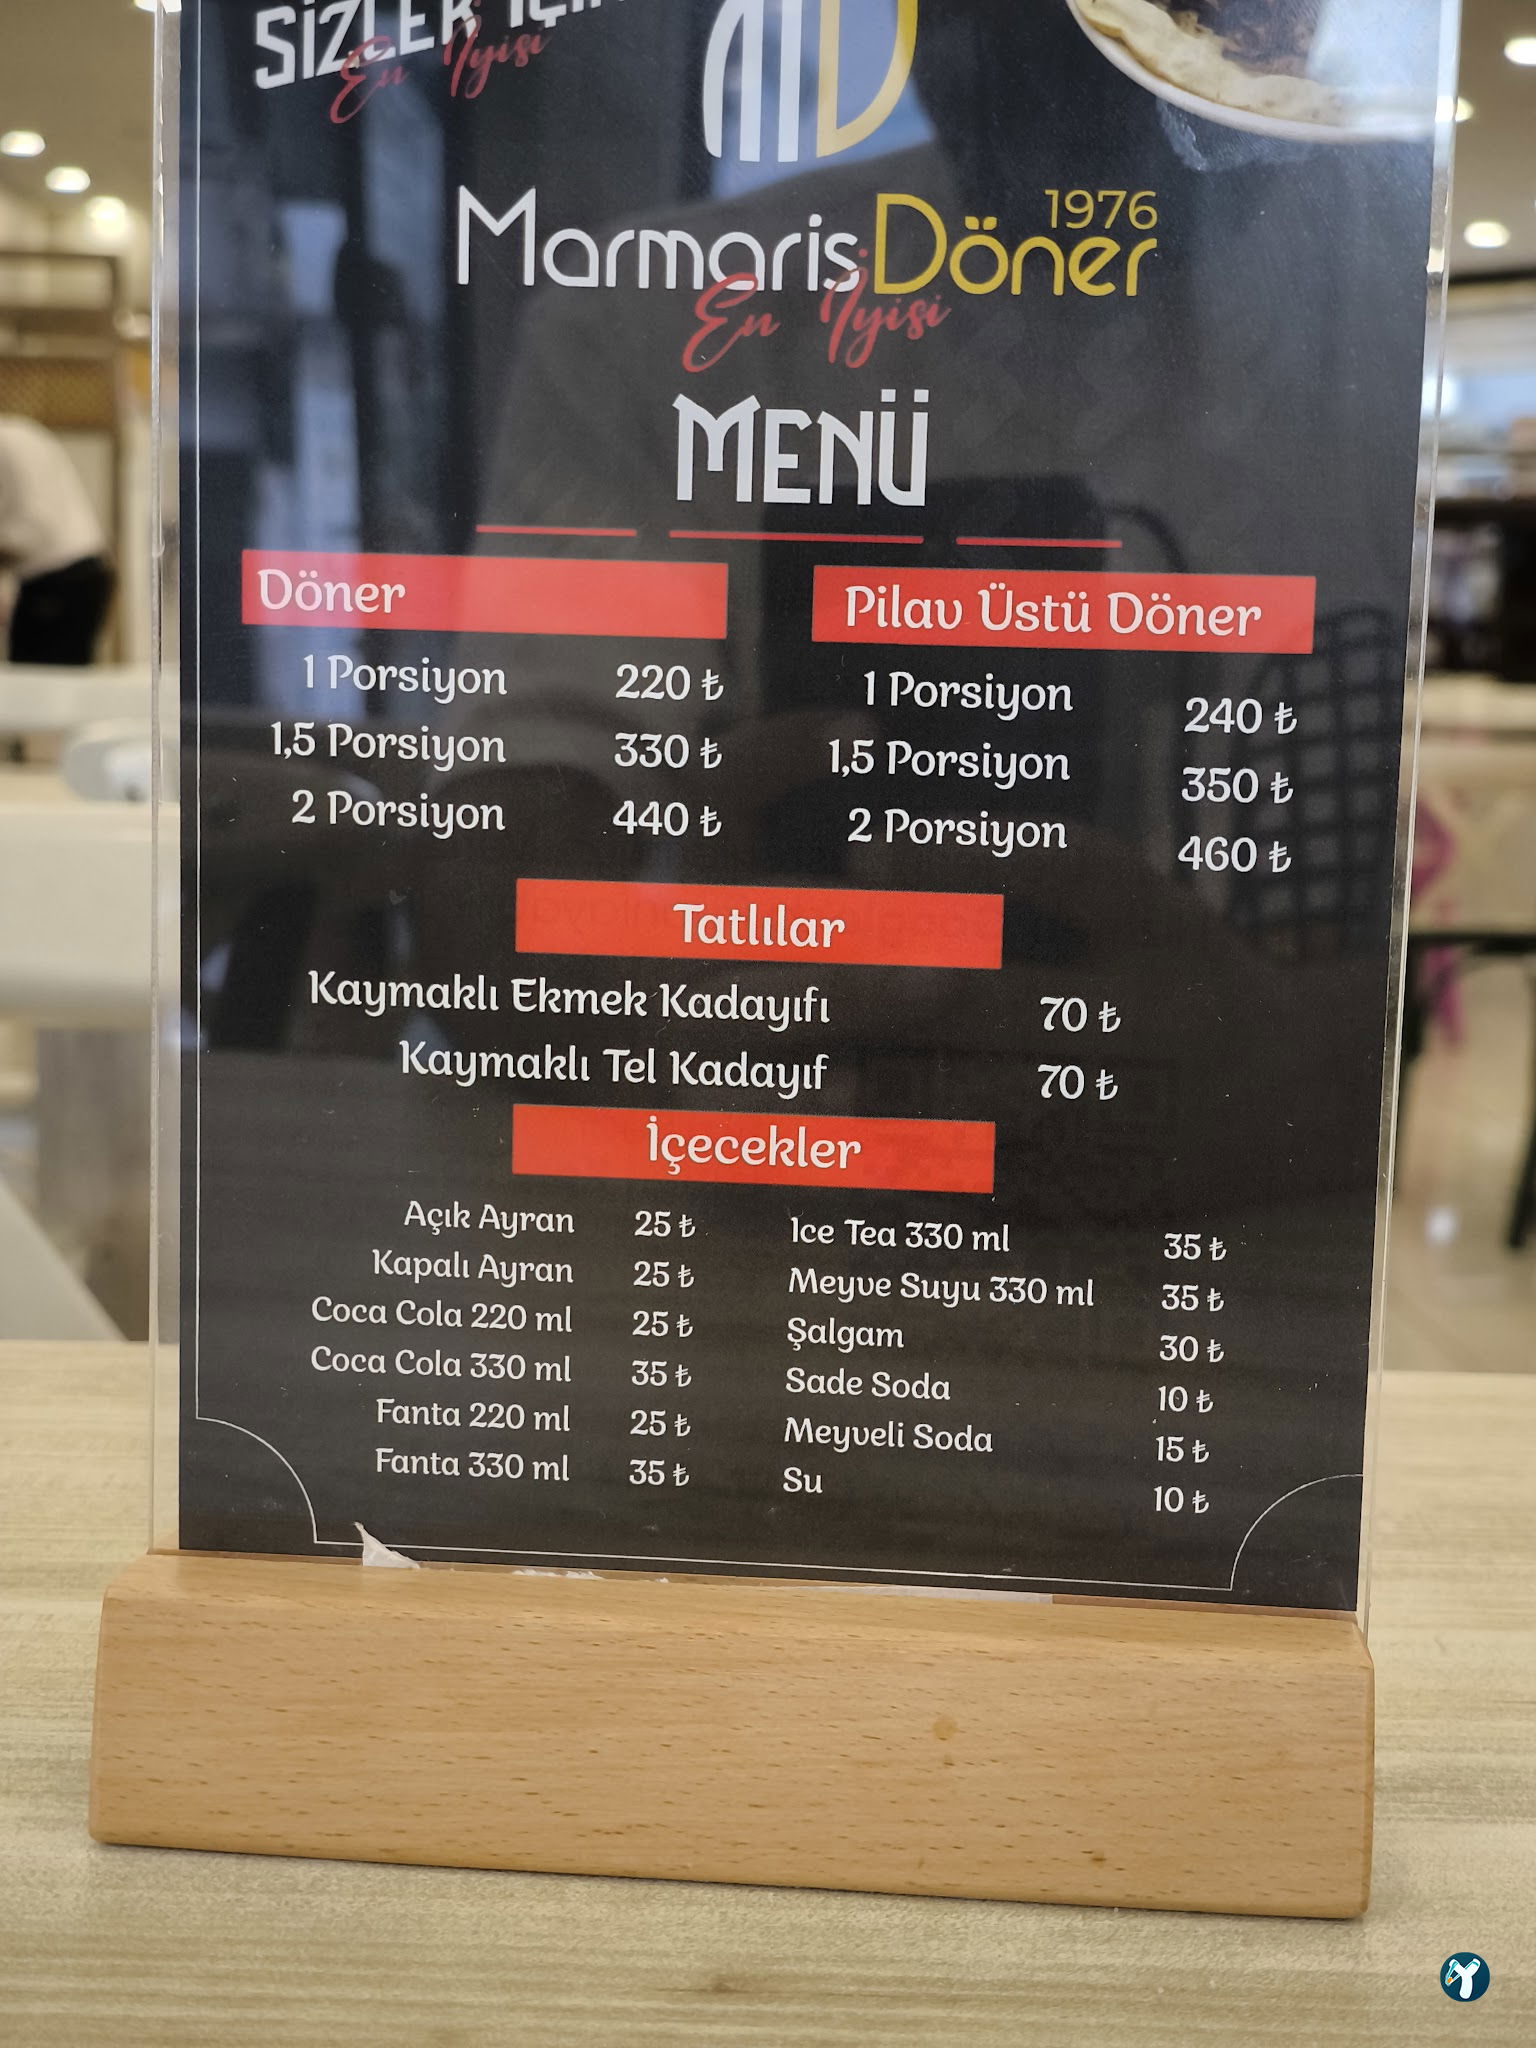 SİZLER İÇİN
En İyisi
Marmaris Döner 1976
En İyisi
MENÜ
Döner
1 Porsiyon 220 ₺
1,5 Porsiyon 330 ₺
2 Porsiyon 440 ₺
Pilav Üstü Döner
1 Porsiyon 240 ₺
1,5 Porsiyon 350 ₺
2 Porsiyon 460 ₺
Tatlılar
Kaymaklı Ekmek Kadayıfı 70 ₺
Kaymaklı Tel Kadayıf 70 ₺
İçecekler
Açık Ayran 25 ₺
Kapalı Ayran 25 ₺
Coca Cola 220 ml 25 ₺
Coca Cola 330 ml 35 ₺
Fanta 220 ml 25 ₺
Fanta 330 ml 35 ₺
Ice Tea 330 ml 35 ₺
Meyve Suyu 330 ml 35 ₺
Şalgam 30 ₺
Sade Soda 10 ₺
Meyveli Soda 15 ₺
Su 10 ₺